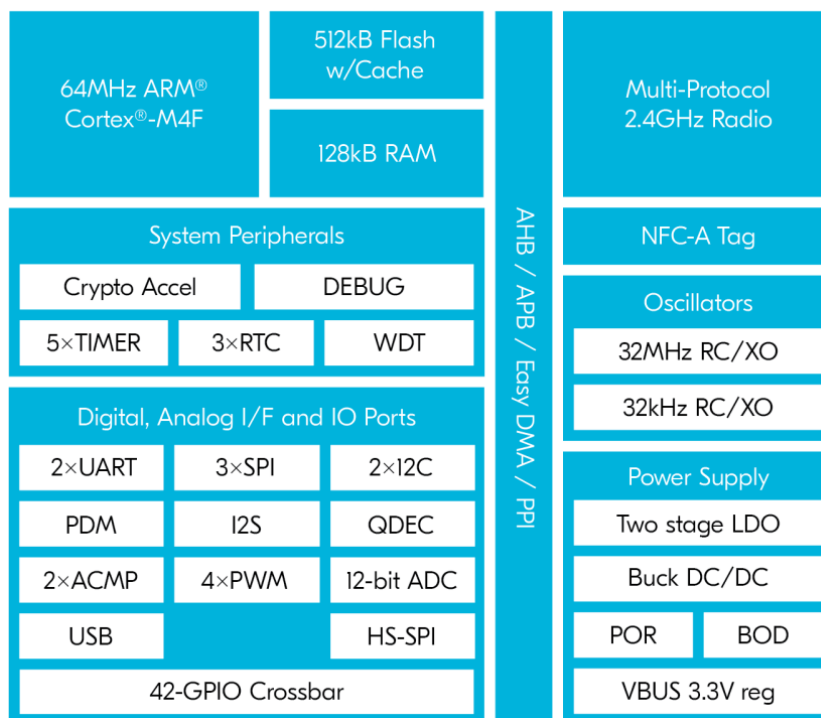 64MHz ARM®
Cortex®-M4F
512kB Flash
w/Cache
128kB RAM
System Peripherals
Crypto Accel
DEBUG
5×TIMER
3×RTC
WDT
Digital, Analog I/F and IO Ports
2×UART
3×SPI
2×12C
PDM
I2S
QDEC
2×ACMP
4×PWM
12-bit ADC
USB
HS-SPI
42-GPIO Crossbar
AHB / APB / Easy DMA / PPI
Multi-Protocol
2.4GHz Radio
NFC-A Tag
Oscillators
32MHz RC/XO
32kHz RC/XO
Power Supply
Two stage LDO
Buck DC/DC
POR
BOD
VBUS 3.3V reg